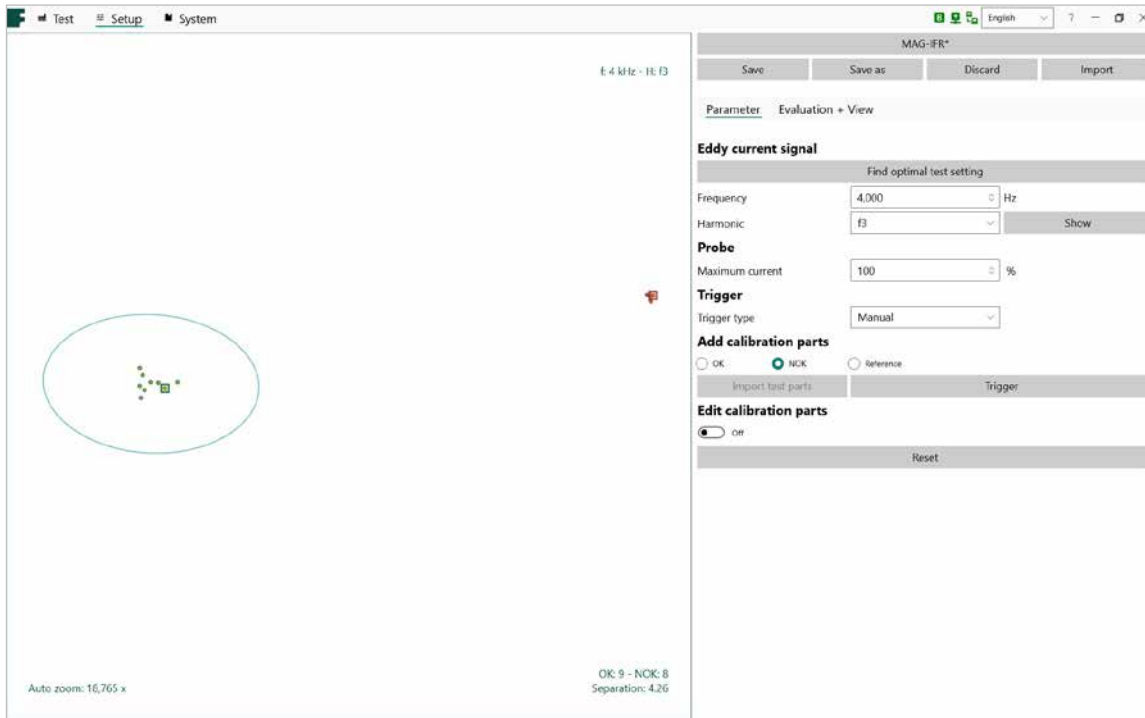 Test Setup System English ?
MAG-IFR*
Save Save as Discard Import
f: 4 kHz - H: f3
Parameter Evaluation + View
Eddy current signal
Find optimal test setting
Frequency 4,000 Hz
Harmonic f3 Show
Probe
Maximum current 100 %
Trigger
Trigger type Manual
Add calibration parts
OK NOK Reference
Import test parts Trigger
Edit calibration parts
Off
Reset
OK: 9 - NOK: 8
Auto zoom: 16,765 x Separation: 4.26